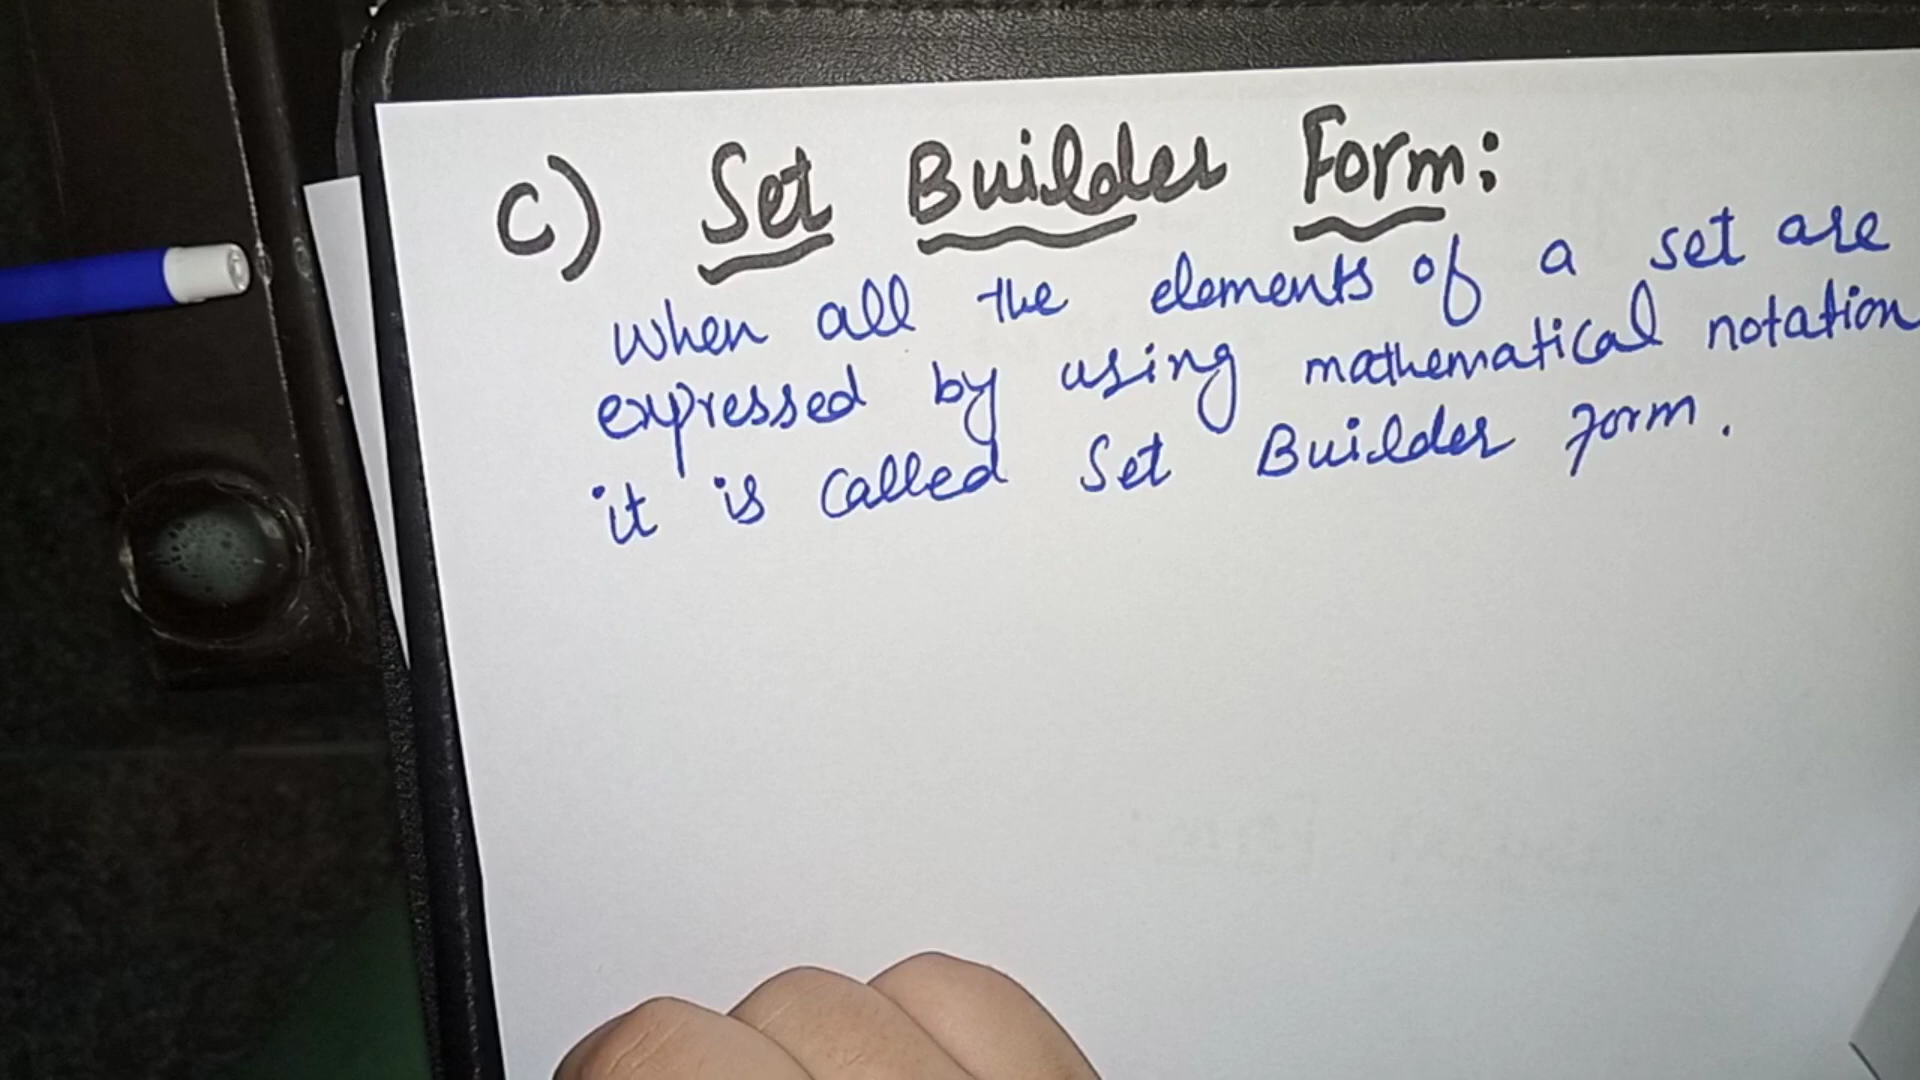 C) Set Builder Form:
when all the elements of a set are
expressed by using mathematical notation
it is called Set Builder form.